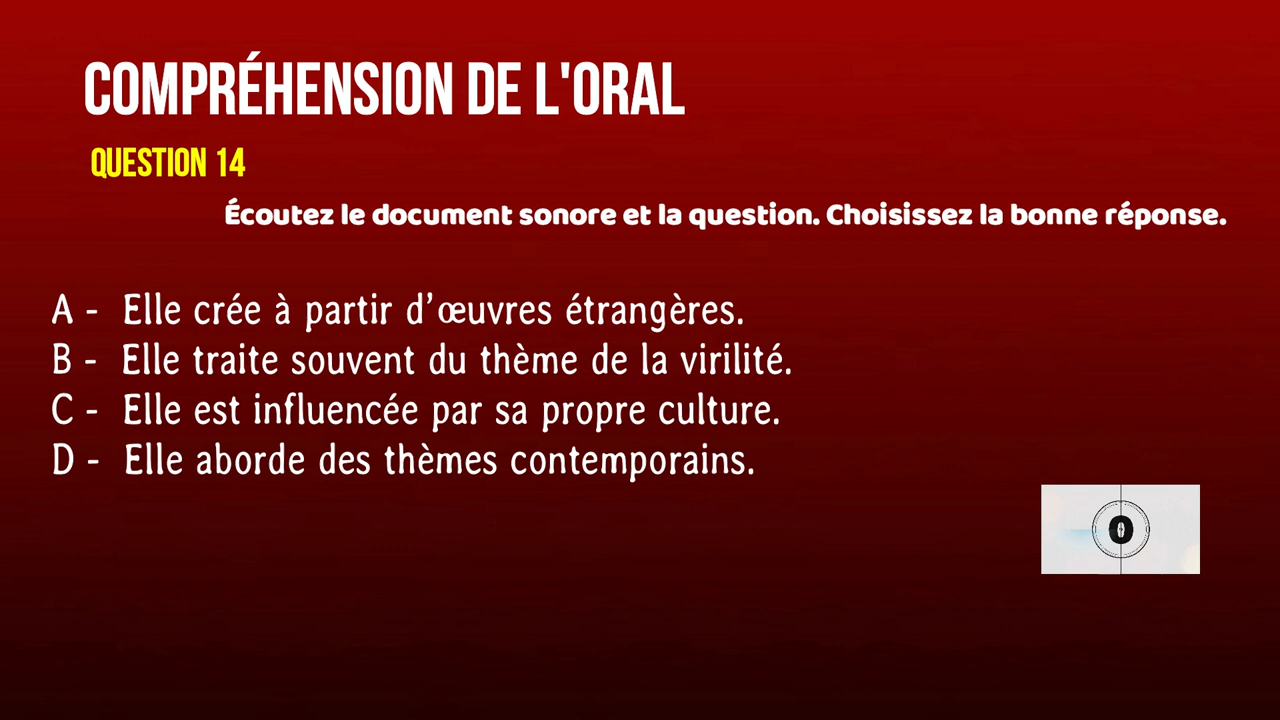 COMPRÉHENSION DE L'ORAL
QUESTION 14
Écoutez le document sonore et la question. Choisissez la bonne réponse.
A - Elle crée à partir d’œuvres étrangères.
B - Elle traite souvent du thème de la virilité.
C - Elle est influencée par sa propre culture.
D - Elle aborde des thèmes contemporains.
0